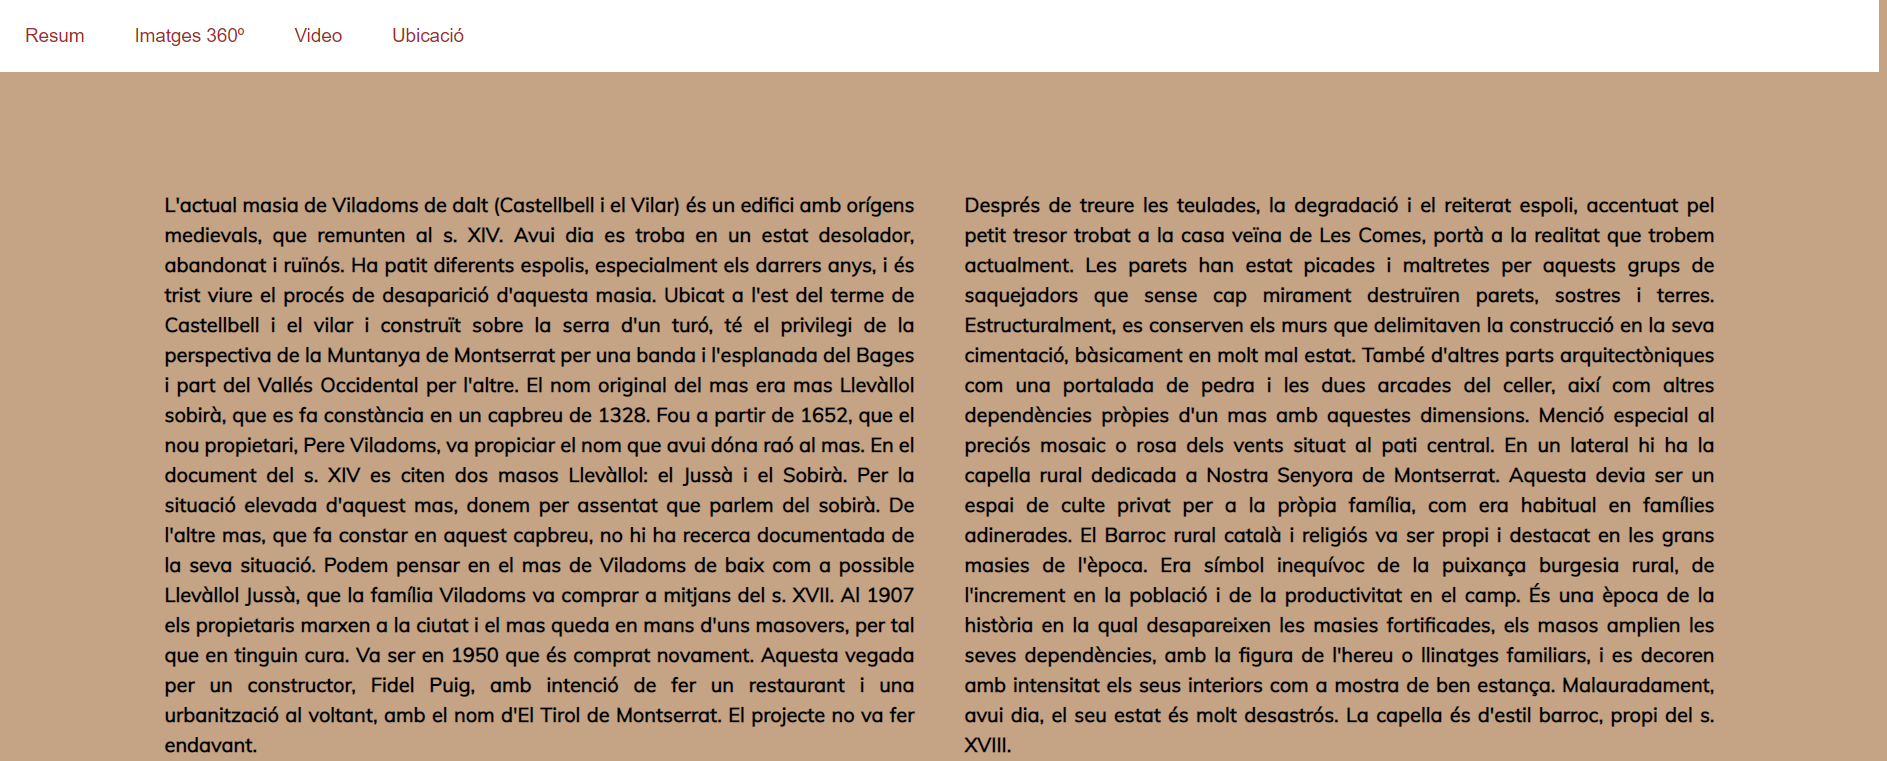 Resum Imatges 360º Video Ubicació
L'actual masia de Viladoms de dalt (Castellbell i el Vilar) és un edifici amb orígens
medievals, que remunten al s. XIV. Avui dia es troba en un estat desolador,
abandonat i ruïnós. Ha patit diferents espolis, especialment els darrers anys, i és
trist viure el procés de desaparició d'aquesta masia. Ubicat a l'est del terme de
Castellbell i el vilar i construït sobre la serra d'un turó, té el privilegi de la
perspectiva de la Muntanya de Montserrat per una banda i l'esplanada del Bages
i part del Vallés Occidental per l'altre. El nom original del mas era mas Llevàllol
sobirà, que es fa constància en un capbreu de 1328. Fou a partir de 1652, que el
nou propietari, Pere Viladoms, va propiciar el nom que avui dóna raó al mas. En el
document del s. XIV es citen dos masos Llevàllol: el Jussà i el Sobirà. Per la
situació elevada d'aquest mas, donem per assentat que parlem del sobirà. De
l'altre mas, que fa constar en aquest capbreu, no hi ha recerca documentada de
la seva situació. Podem pensar en el mas de Viladoms de baix com a possible
Llevàllol Jussà, que la família Viladoms va comprar a mitjans del s. XVII. Al 1907
els propietaris marxen a la ciutat i el mas queda en mans d'uns masovers, per tal
que en tinguin cura. Va ser en 1950 que és comprat novament. Aquesta vegada
per un constructor, Fidel Puig, amb intenció de fer un restaurant i una
urbanització al voltant, amb el nom d'El Tirol de Montserrat. El projecte no va fer
endavant.
Després de treure les teulades, la degradació i el reiterat espoli, accentuat pel
petit tresor trobat a la casa veïna de Les Comes, portà a la realitat que trobem
actualment. Les parets han estat picades i maltretes per aquests grups de
saquejadors que sense cap mirament destruïren parets, sostres i terres.
Estructuralment, es conserven els murs que delimitaven la construcció en la seva
cimentació, bàsicament en molt mal estat. També d'altres parts arquitectòniques
com una portalada de pedra i les dues arcades del celler, així com altres
dependències pròpies d'un mas amb aquestes dimensions. Menció especial al
preciós mosaic o rosa dels vents situat al pati central. En un lateral hi ha la
capella rural dedicada a Nostra Senyora de Montserrat. Aquesta devia ser un
espai de culte privat per a la pròpia família, com era habitual en famílies
adinerades. El Barroc rural català i religiós va ser propi i destacat en les grans
masies de l'època. Era símbol inequívoc de la puixança burgesia rural, de
l'increment en la població i de la productivitat en el camp. És una època de la
història en la qual desapareixen les masies fortificades, els masos amplien les
seves dependències, amb la figura de l'hereu o llinatges familiars, i es decoren
amb intensitat els seus interiors com a mostra de ben estança. Malauradament,
avui dia, el seu estat és molt desastrós. La capella és d'estil barroc, propi del s.
XVIII.